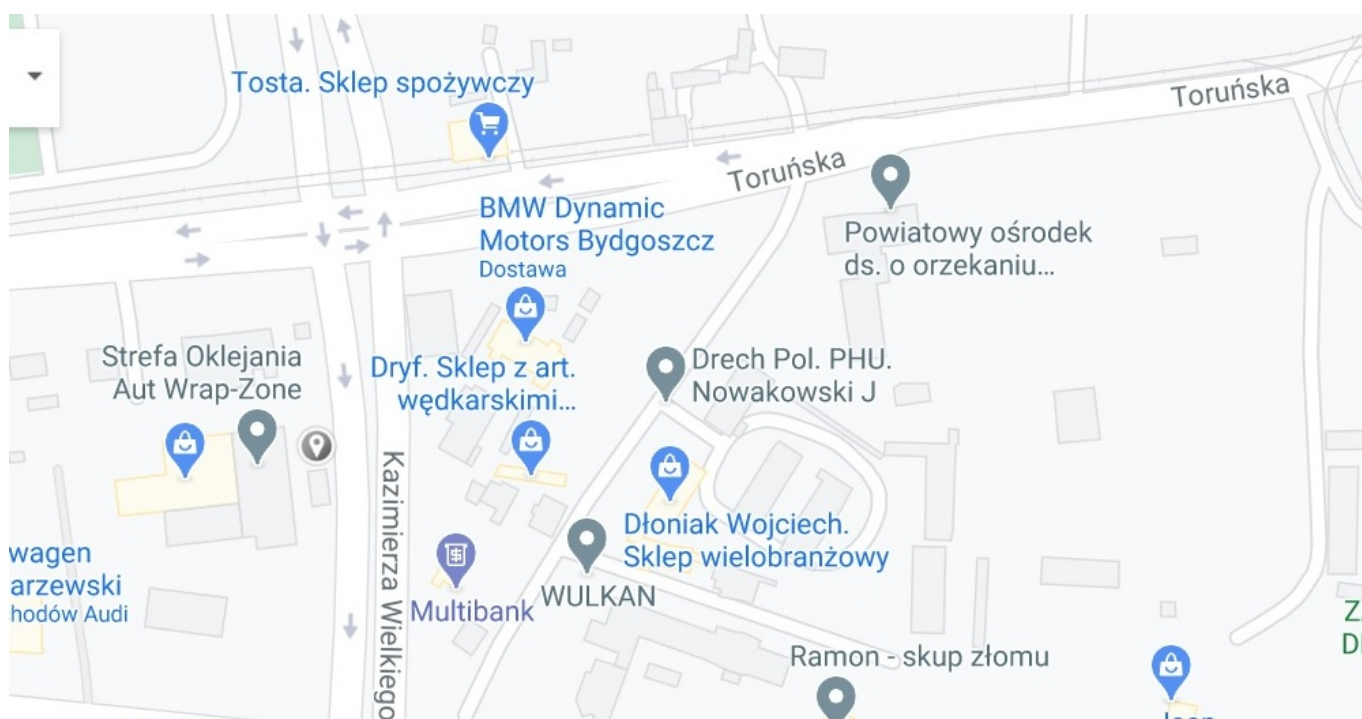 Tosta. Sklep spożywczy
Toruńska
Toruńska
BMW Dynamic
Motors Bydgoszcz
Dostawa
Powiatowy ośrodek
ds. o orzekaniu...
Strefa Oklejania
Aut Wrap-Zone
Dryf. Sklep z art.
wędkarskimi...
Drech Pol. PHU.
Nowakowski J
Kazimierza Wielkiego
Dłoniak Wojciech.
Sklep wielobranżowy
wagen
arzewski
hodów Audi
Multibank
WULKAN
Ramon - skup złomu